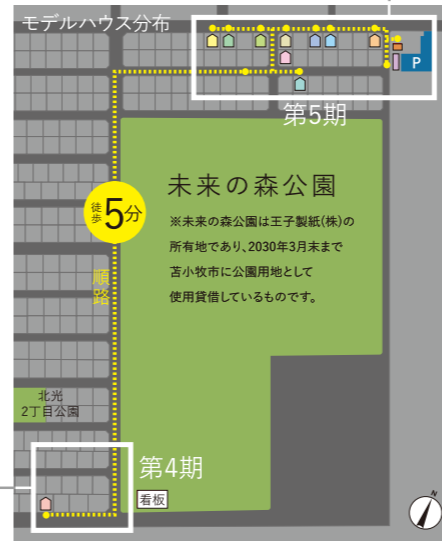 モデルハウス分布
P
第5期
未来の森公園
※未来の森公園は王子製紙(株)の
所有地であり、2030年3月末まで
苫小牧市に公園用地として
使用貸借しているものです。
徒歩5分
順路
北光
2丁目公園
第4期
看板
N